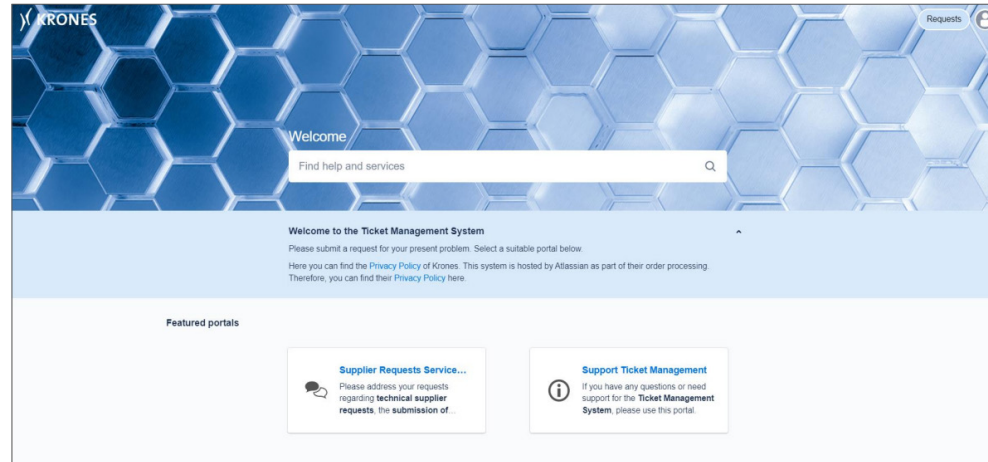 KRONES
Requests
Welcome
Find help and services
Welcome to the Ticket Management System
Please submit a request for your present problem. Select a suitable portal below.
Here you can find the Privacy Policy of Krones. This system is hosted by Atlassian as part of their order processing.
Therefore, you can find their Privacy Policy here.
Featured portals
Supplier Requests Service...
Please address your requests
regarding technical supplier
requests, the submission of...
Support Ticket Management
If you have any questions or need
support for the Ticket Management
System, please use this portal.